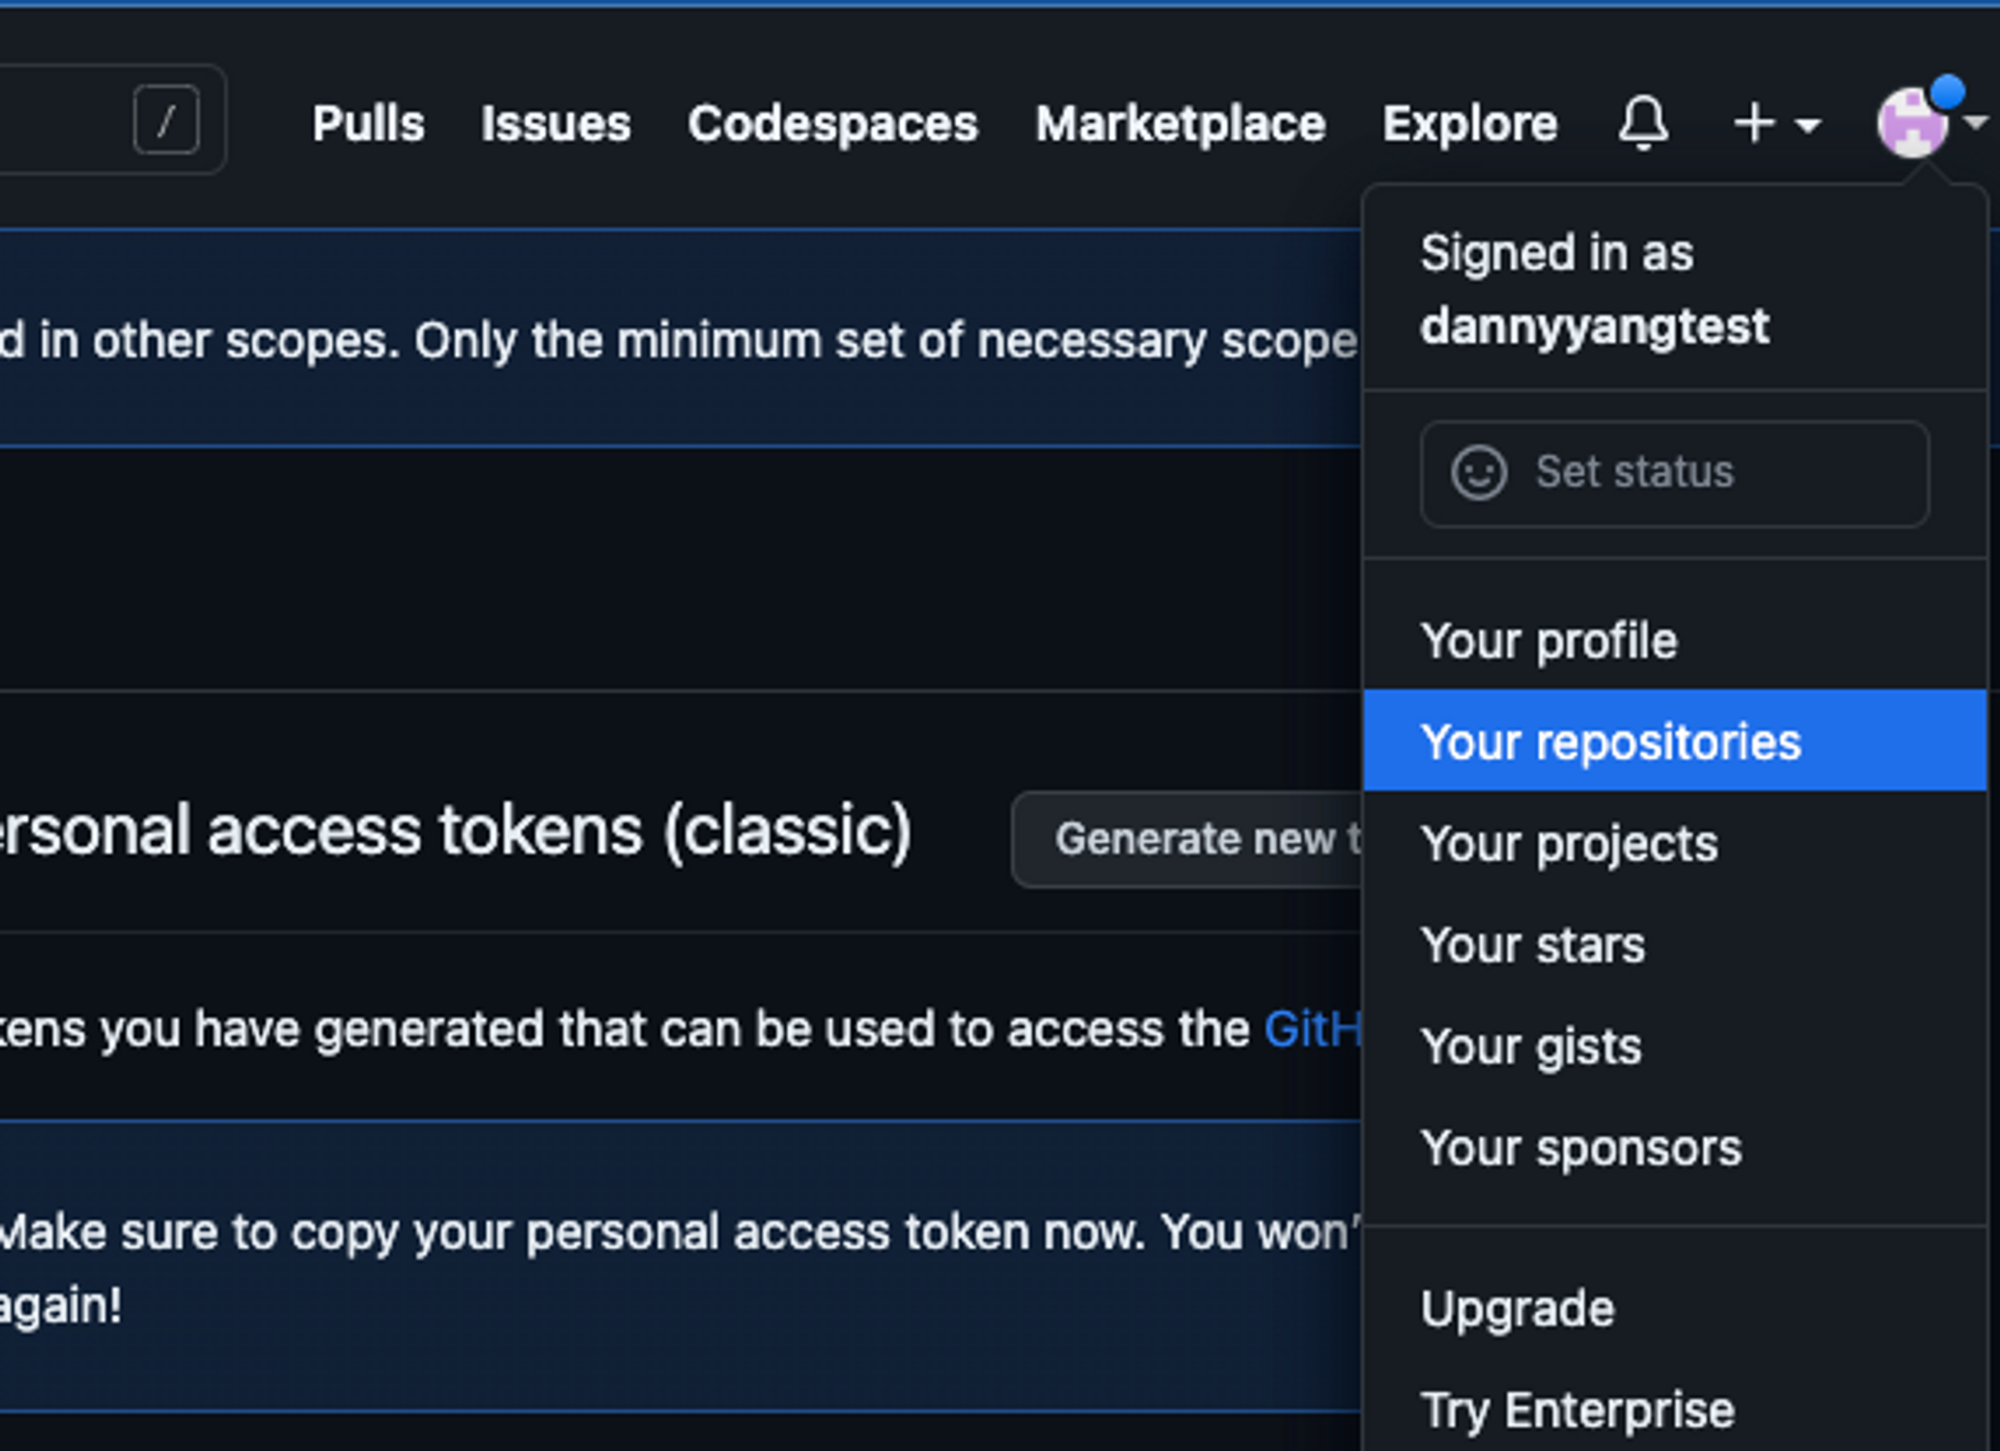 / Pulls Issues Codespaces Marketplace Explore
Signed in as
dannyyangtest
d in other scopes. Only the minimum set of necessary scope
Set status
Your profile
Your repositories
ersonal access tokens (classic) Generate new t
Your projects
Your stars
kens you have generated that can be used to access the GitH
Your gists
Your sponsors
Make sure to copy your personal access token now. You won'
again!
Upgrade
Try Enterprise